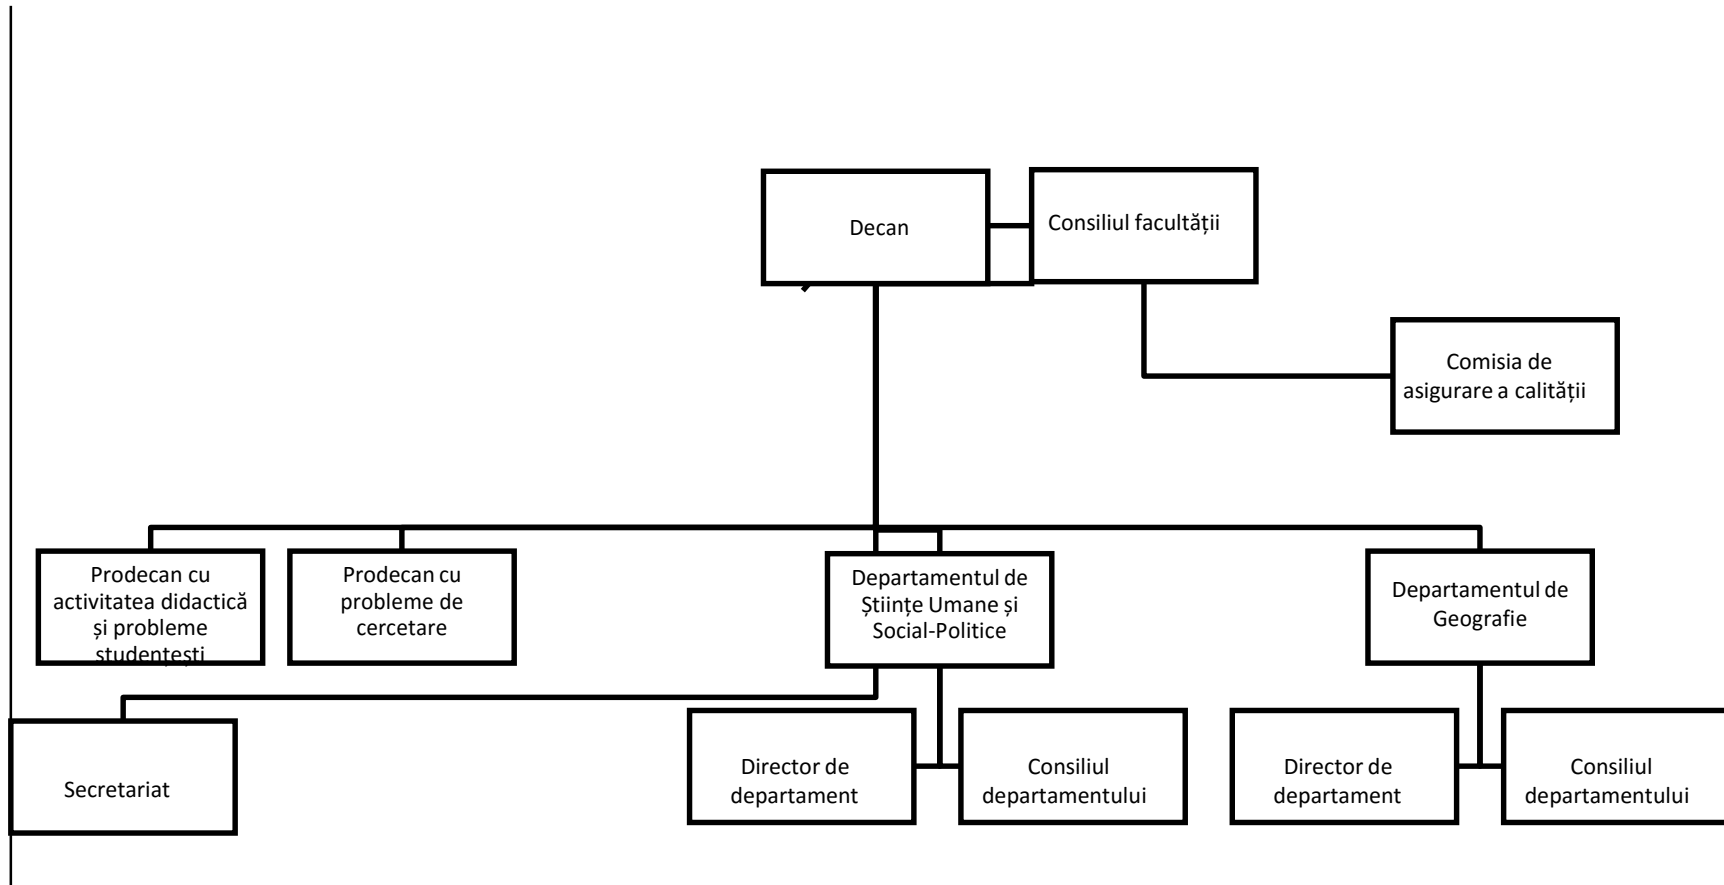 Decan
Consiliul facultății
Comisia de
asigurare a calității
Prodecan cu
activitatea didactică
și probleme
studențești
Prodecan cu
probleme de
cercetare
Departamentul de
Științe Umane și
Social-Politice
Departamentul de
Geografie
Secretariat
Director de
departament
Consiliul
departamentului
Director de
departament
Consiliul
departamentului